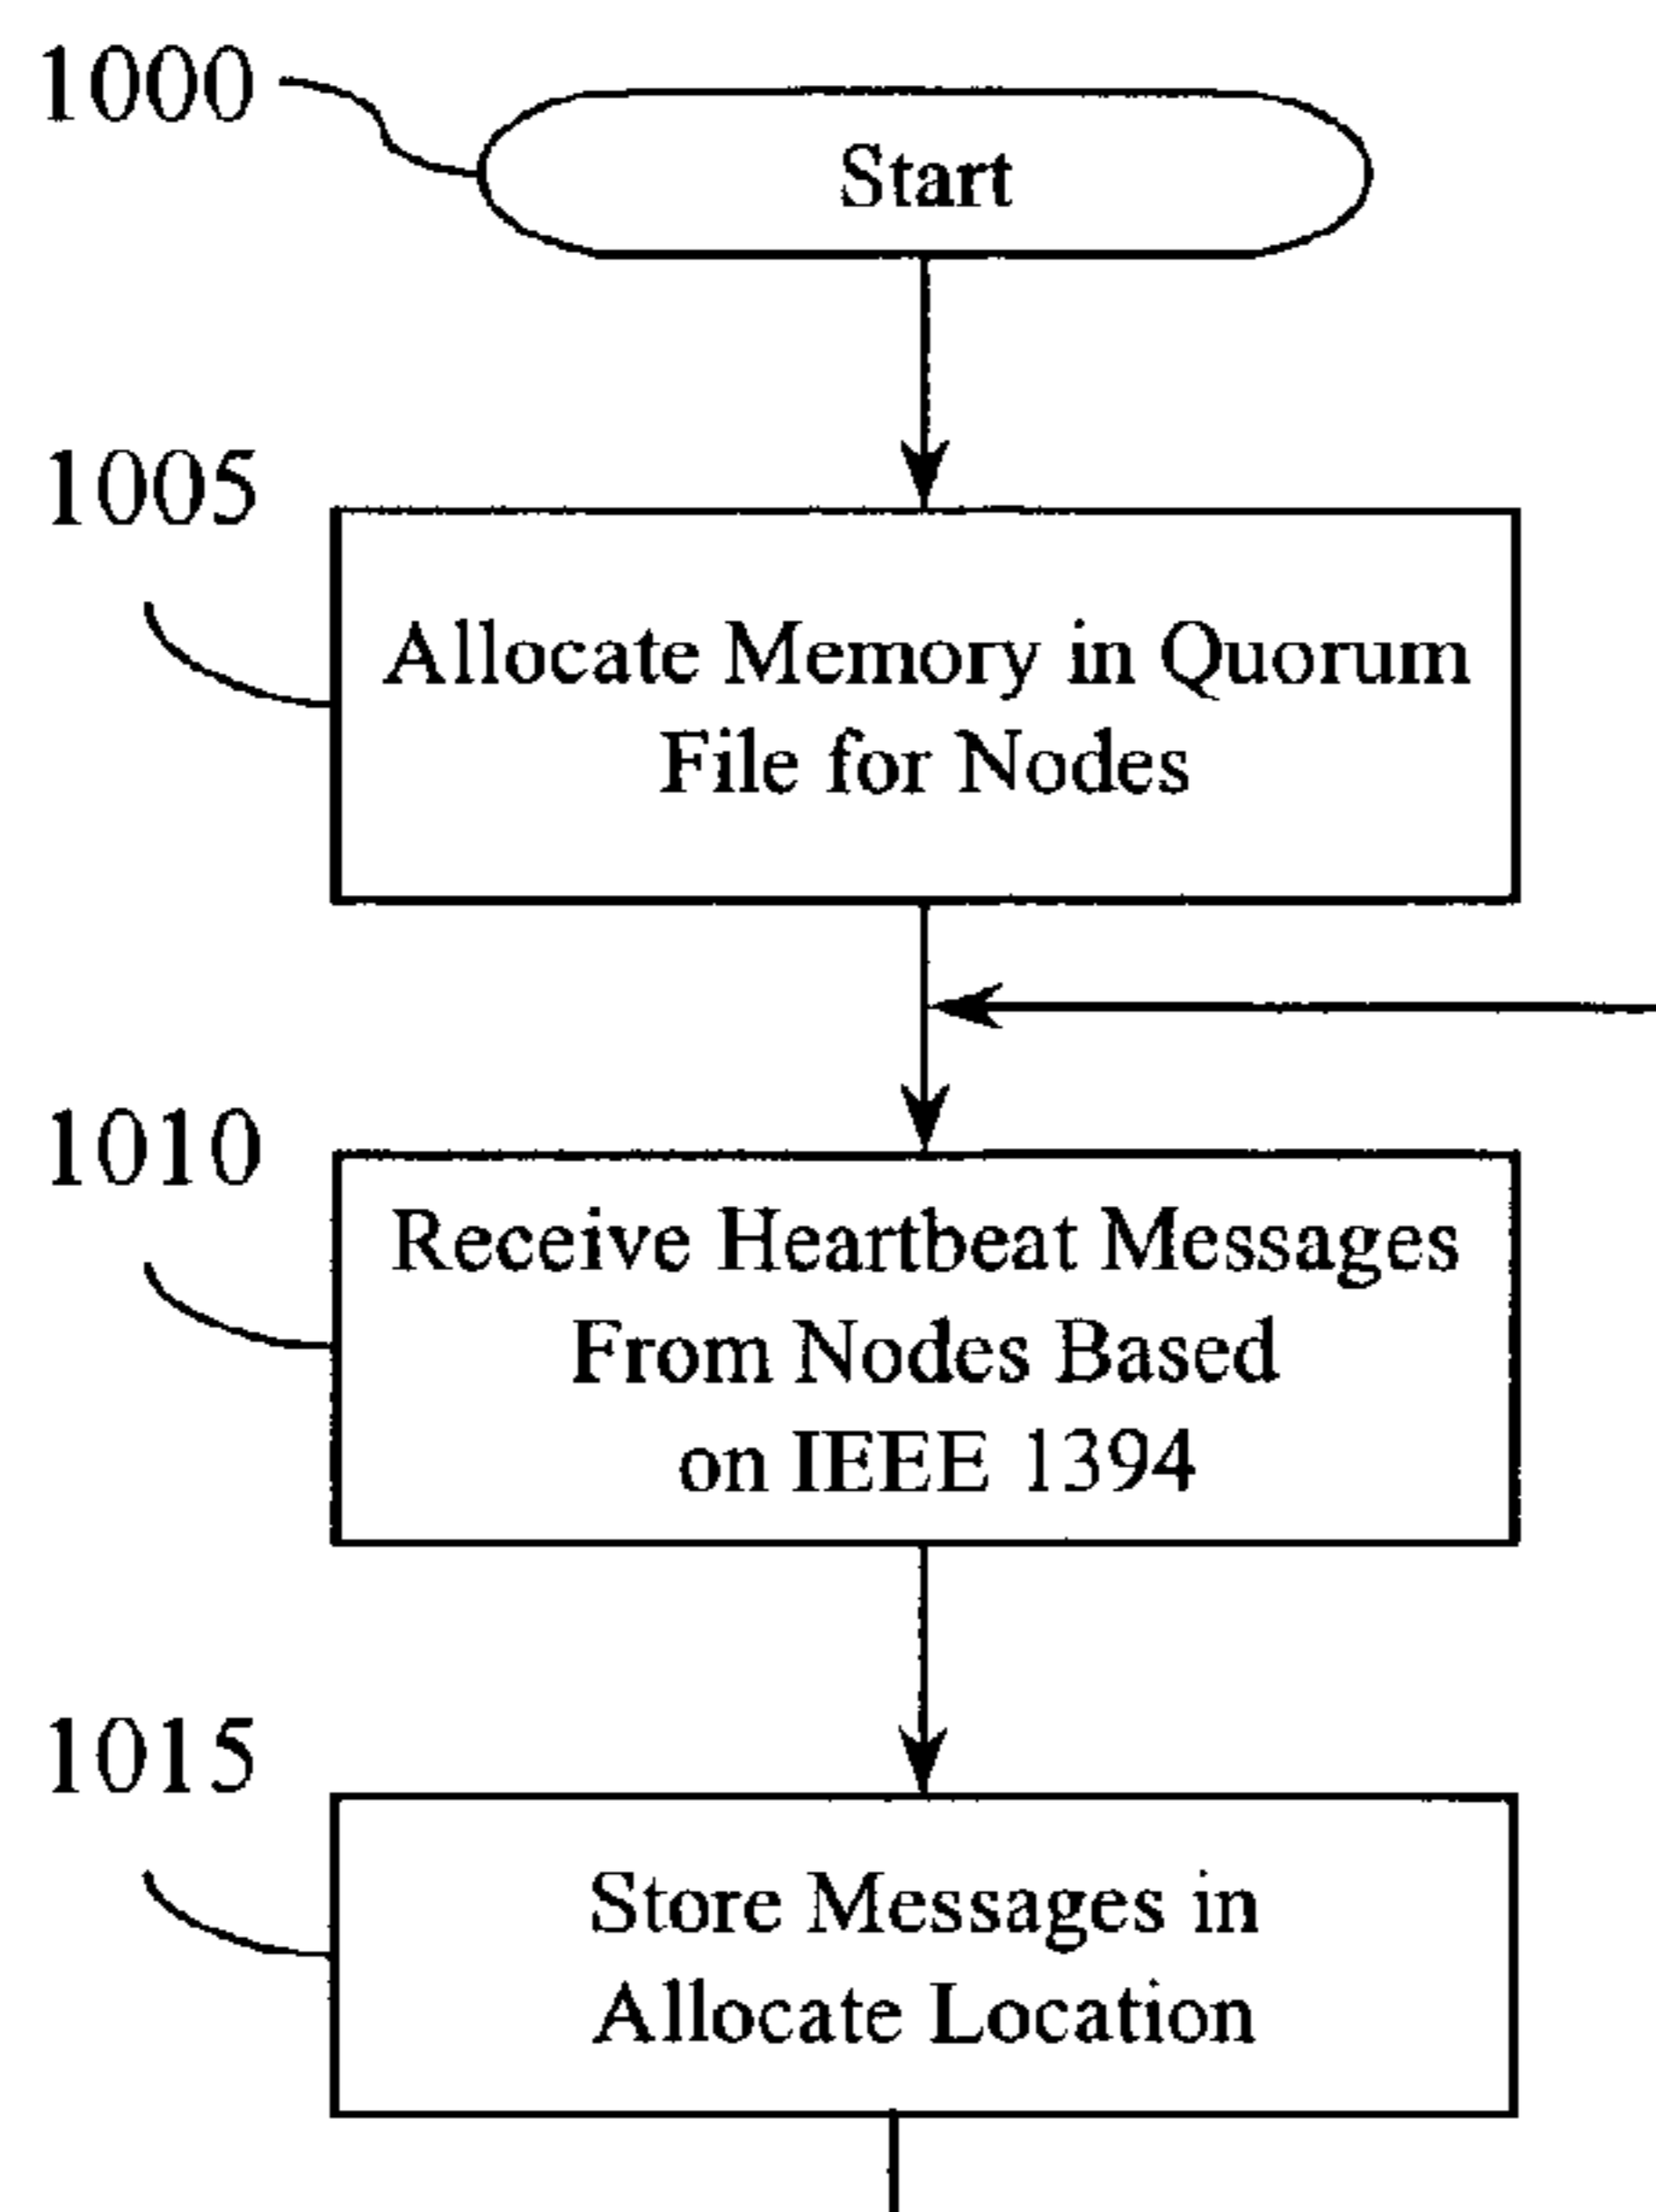 1000
Start
1005
Allocate Memory in Quorum
File for Nodes
1010
Receive Heartbeat Messages
From Nodes Based
on IEEE 1394
1015
Store Messages in
Allocate Location